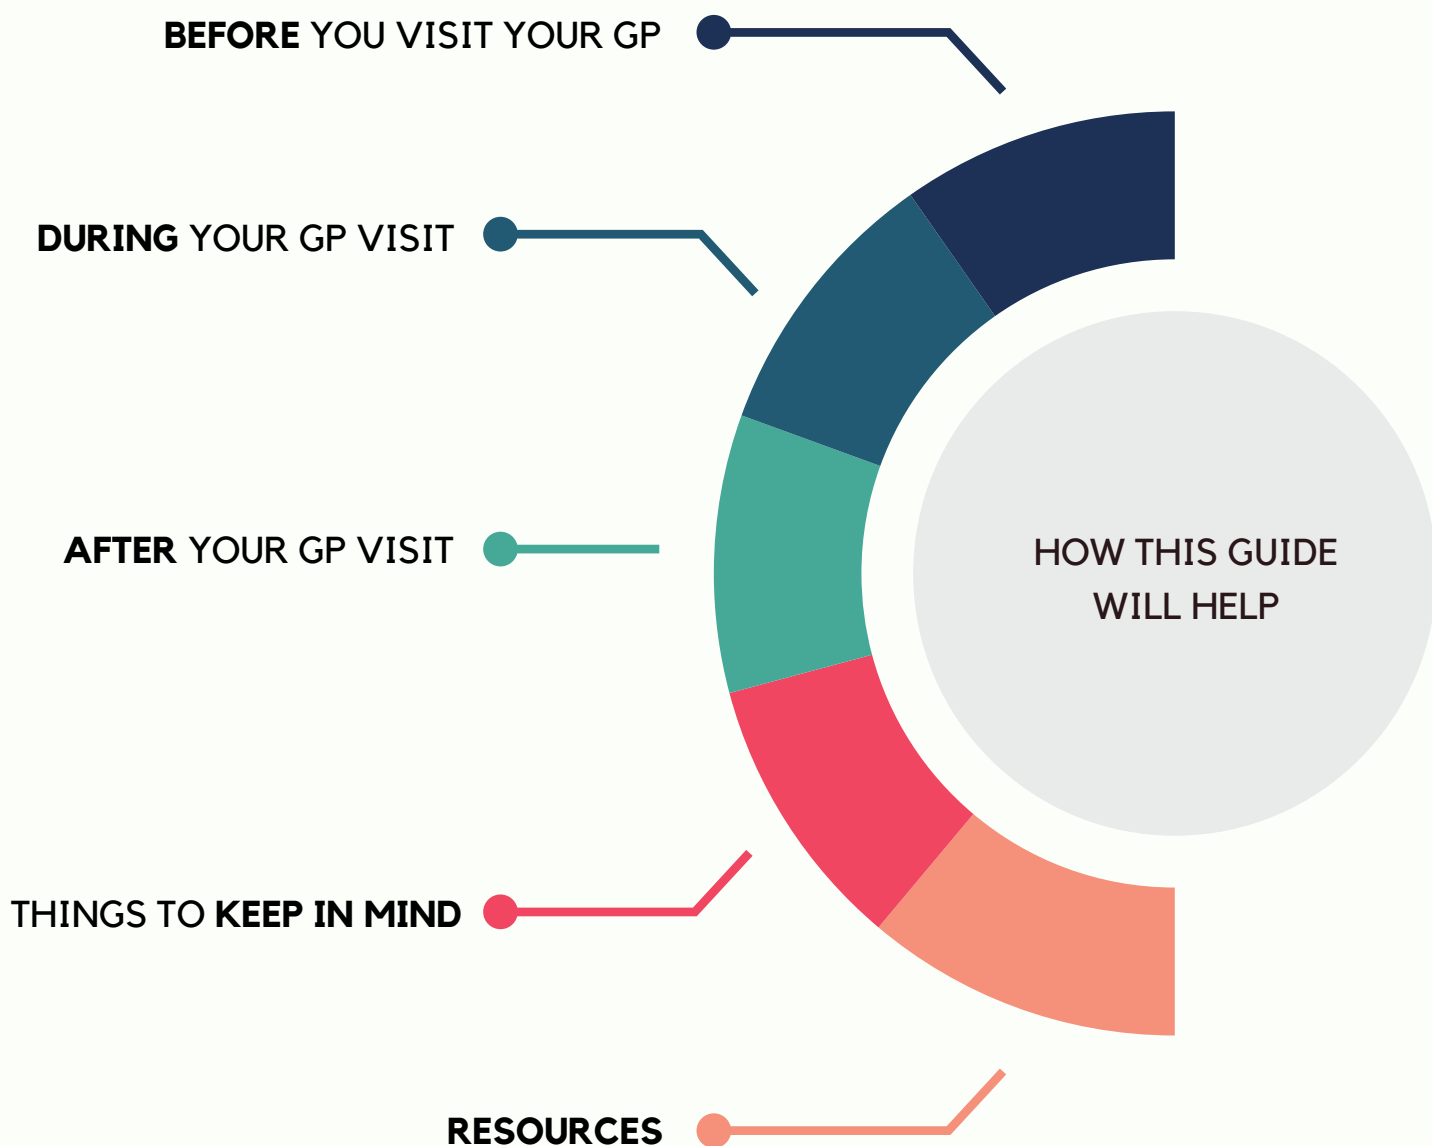 BEFORE YOU VISIT YOUR GP
DURING YOUR GP VISIT
AFTER YOUR GP VISIT
HOW THIS GUIDE
WILL HELP
THINGS TO KEEP IN MIND
RESOURCES